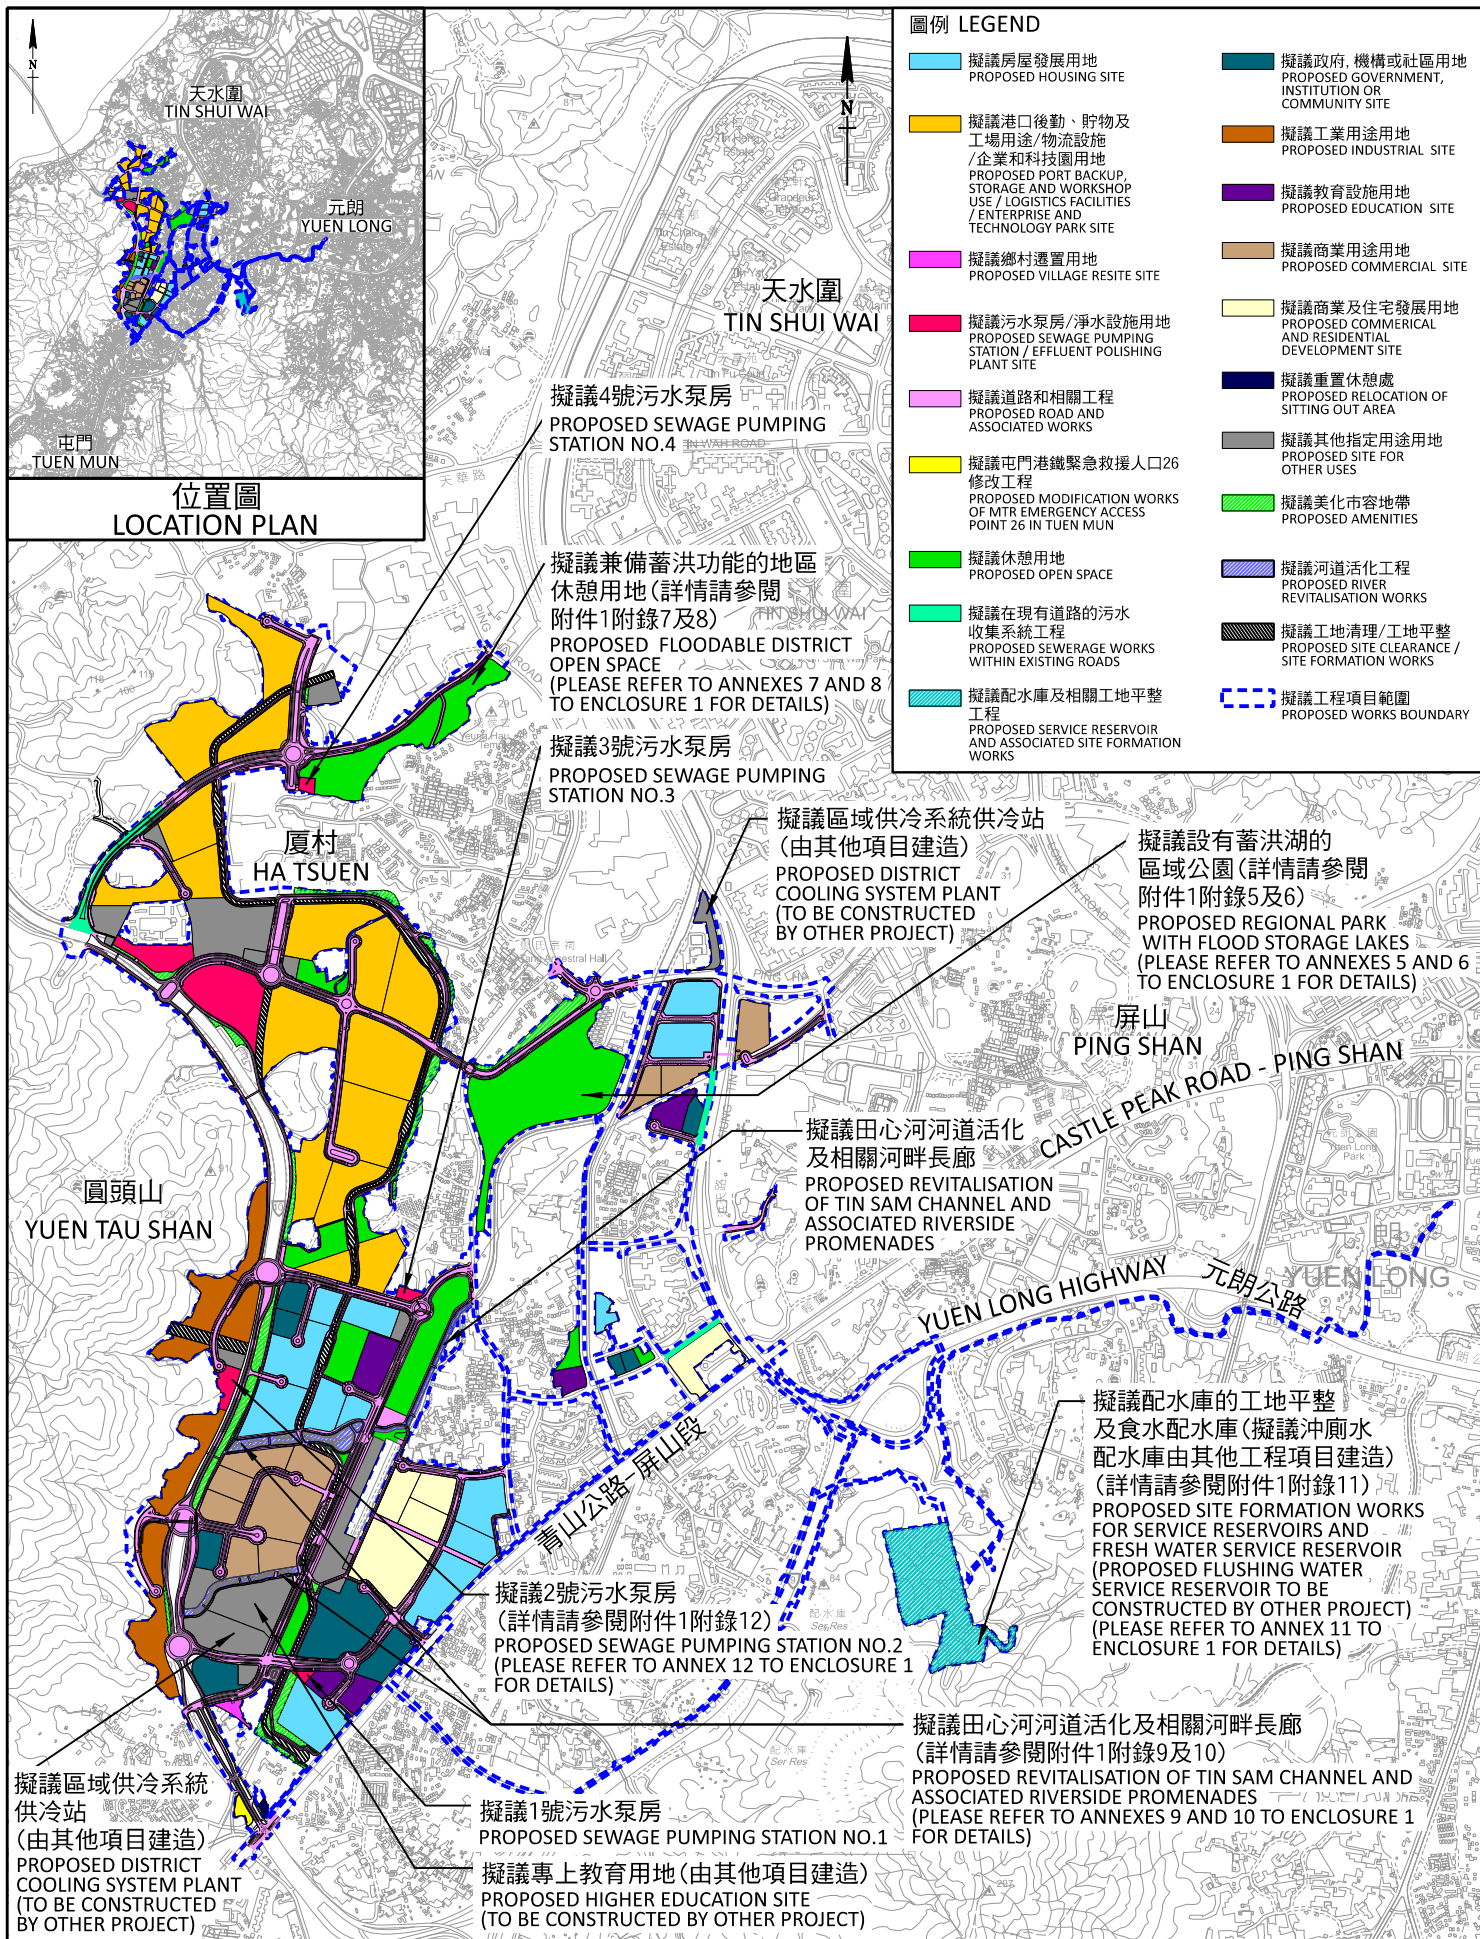 N
天水圍
TIN SHUI WAI
元朗
YUEN LONG
屯門
TUEN MUN
位置圖
LOCATION PLAN
N
圖例 LEGEND
擬議房屋發展用地
PROPOSED HOUSING SITE
擬議港口後勤、貯物及
工場用途/物流設施
/企業和科技園用地
PROPOSED PORT BACKUP,
STORAGE AND WORKSHOP
USE / LOGISTICS FACILITIES
/ ENTERPRISE AND
TECHNOLOGY PARK SITE
擬議鄉村遷置用地
PROPOSED VILLAGE RESITE SITE
擬議污水泵房/淨水設施用地
PROPOSED SEWAGE PUMPING
STATION / EFFLUENT POLISHING
PLANT SITE
擬議道路和相關工程
PROPOSED ROAD AND
ASSOCIATED WORKS
擬議屯門港鐵緊急救援人口26
修改工程
PROPOSED MODIFICATION WORKS
OF MTR EMERGENCY ACCESS
POINT 26 IN TUEN MUN
擬議休憩用地
PROPOSED OPEN SPACE
擬議在現有道路的污水
收集系統工程
PROPOSED SEWERAGE WORKS
WITHIN EXISTING ROADS
擬議配水庫及相關工地平整
工程
PROPOSED SERVICE RESERVOIR
AND ASSOCIATED SITE FORMATION
WORKS
擬議政府, 機構或社區用地
PROPOSED GOVERNMENT,
INSTITUTION OR
COMMUNITY SITE
擬議工業用途用地
PROPOSED INDUSTRIAL SITE
擬議教育設施用地
PROPOSED EDUCATION SITE
擬議商業用途用地
PROPOSED COMMERCIAL SITE
擬議商業及住宅發展用地
PROPOSED COMMERICAL
AND RESIDENTIAL
DEVELOPMENT SITE
擬議重置休憩處
PROPOSED RELOCATION OF
SITTING OUT AREA
擬議其他指定用途用地
PROPOSED SITE FOR
OTHER USES
擬議美化市容地帶
PROPOSED AMENITIES
擬議河道活化工程
PROPOSED RIVER
REVITALISATION WORKS
擬議工地清理/工地平整
PROPOSED SITE CLEARANCE /
SITE FORMATION WORKS
擬議工程項目範圍
PROPOSED WORKS BOUNDARY
天水圍
TIN SHUI WAI
擬議4號污水泵房
PROPOSED SEWAGE PUMPING
STATION NO.4
TIN WAH ROAD
天華路
擬議兼備蓄洪功能的地區
休憩用地(詳情請參閱
附件1附錄7及8)
PROPOSED FLOODABLE DISTRICT
OPEN SPACE
(PLEASE REFER TO ANNEXES 7 AND 8
TO ENCLOSURE 1 FOR DETAILS)
TIN SHUI WAI
擬議3號污水泵房
PROPOSED SEWAGE PUMPING
STATION NO.3
厦村
HA TSUEN
擬議區域供冷系統供冷站
(由其他項目建造)
PROPOSED DISTRICT
COOLING SYSTEM PLANT
(TO BE CONSTRUCTED
BY OTHER PROJECT)
擬議設有蓄洪湖的
區域公園(詳情請參閱
附件1附錄5及6)
PROPOSED REGIONAL PARK
WITH FLOOD STORAGE LAKES
(PLEASE REFER TO ANNEXES 5 AND 6
TO ENCLOSURE 1 FOR DETAILS)
屏山
PING SHAN
CASTLE PEAK ROAD - PING SHAN
擬議田心河河道活化
及相關河畔長廊
PROPOSED REVITALISATION
OF TIN SAM CHANNEL AND
ASSOCIATED RIVERSIDE
PROMENADES
圓頭山
YUEN TAU SHAN
YUEN LONG HIGHWAY 元朗公路
YUEN LONG
青山公路-屏山段
擬議配水庫的工地平整
及食水配水庫(擬議沖廁水
配水庫由其他工程項目建造)
(詳情請參閱附件1附錄11)
PROPOSED SITE FORMATION WORKS
FOR SERVICE RESERVOIRS AND
FRESH WATER SERVICE RESERVOIR
(PROPOSED FLUSHING WATER
SERVICE RESERVOIR TO BE
CONSTRUCTED BY OTHER PROJECT)
(PLEASE REFER TO ANNEX 11 TO
ENCLOSURE 1 FOR DETAILS)
擬議2號污水泵房
(詳情請參閱附件1附錄12)
PROPOSED SEWAGE PUMPING STATION NO.2
(PLEASE REFER TO ANNEX 12 TO ENCLOSURE 1
FOR DETAILS)
配水庫
Ser Res
配水庫
Ser Res
擬議田心河河道活化及相關河畔長廊
(詳情請參閱附件1附錄9及10)
PROPOSED REVITALISATION OF TIN SAM CHANNEL AND
ASSOCIATED RIVERSIDE PROMENADES
(PLEASE REFER TO ANNEXES 9 AND 10 TO ENCLOSURE 1
FOR DETAILS)
擬議區域供冷系統
供冷站
(由其他項目建造)
PROPOSED DISTRICT
COOLING SYSTEM PLANT
(TO BE CONSTRUCTED
BY OTHER PROJECT)
擬議1號污水泵房
PROPOSED SEWAGE PUMPING STATION NO.1
擬議專上教育用地(由其他項目建造)
PROPOSED HIGHER EDUCATION SITE
(TO BE CONSTRUCTED BY OTHER PROJECT)